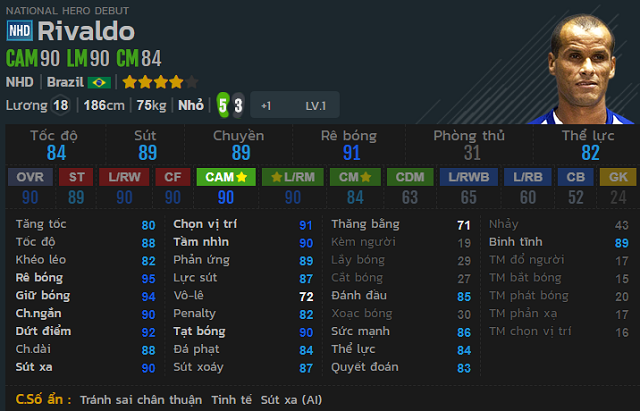 NATIONAL HERO DEBUT
NHD Rivaldo
CAM90 LM90 CM84
NHD Brazil
Lương 18 186cm 75kg Nhỏ 5 3 +1 LV.1
Tốc độ Sút Chuyền Rê bóng Phòng thủ Thể lực
84 89 89 91 31 82
OVR ST L/RW CF CAM★ ★L/RM CM★ CDM L/RWB L/RB CB GK
90 89 90 90 90 90 84 63 65 60 52 24
Tăng tốc 80 Chọn vị trí 91 Thăng bằng 71 Nhảy 43
Tốc độ 88 Tầm nhìn 90 Kèm người 19 Bình tĩnh 89
Khéo léo 82 Phản ứng 89 Lấy bóng 29 TM đổ người 17
Rê bóng 95 Lực sút 87 Cắt bóng 27 TM bắt bóng 15
Giữ bóng 94 Vô-lê 72 Đánh đầu 85 TM phát bóng 20
Ch.ngắn 90 Penalty 82 Xoạc bóng 30 TM phản xạ 17
Dứt điểm 92 Tạt bóng 90 Sức mạnh 86 TM chọn vị trí 16
Ch.dài 88 Đá phạt 84 Thể lực 84
Sút xa 90 Sút xoáy 87 Quyết đoán 83
C.Số ẩn : Tránh sai chân thuận Tinh tế Sút xa (AI)